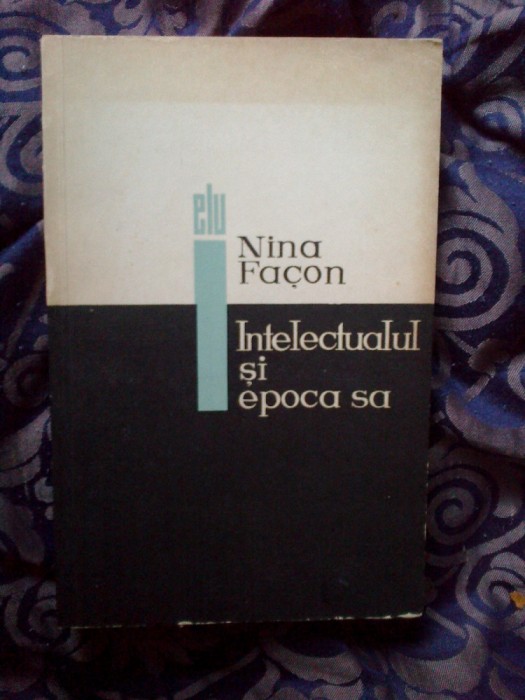 elu
Nina
Façon
Intelectualul
și
epoca sa